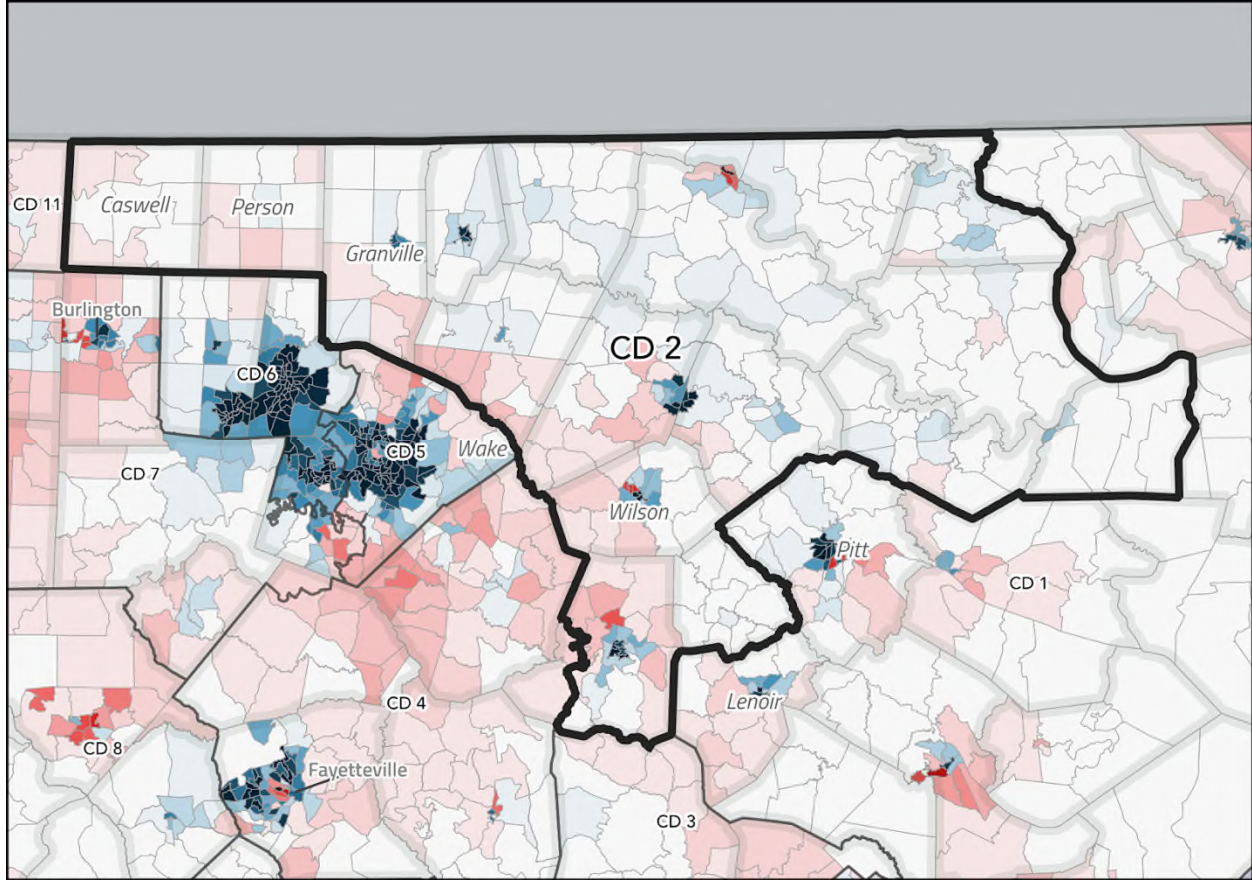 CD 11
Caswell
Person
Granville
Burlington
CD 2
CD 6
CD 5
Wake
CD 7
Wilson
Pitt
CD 1
CD 4
Lenoir
CD 8
Fayetteville
CD 3